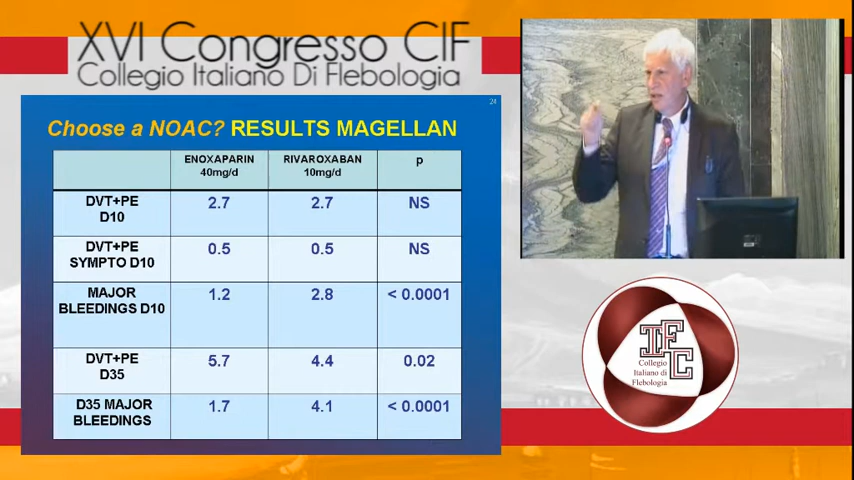 XVI Congresso CIF
Collegio Italiano Di Flebologia
24
Choose a NOAC? RESULTS MAGELLAN
ENOXAPARIN 40mg/d RIVAROXABAN 10mg/d p
DVT+PE D10 2.7 2.7 NS
DVT+PE SYMPTO D10 0.5 0.5 NS
MAJOR BLEEDINGS D10 1.2 2.8 < 0.0001
DVT+PE D35 5.7 4.4 0.02
D35 MAJOR BLEEDINGS 1.7 4.1 < 0.0001
IFC
Collegio
Italiano di
Flebologia